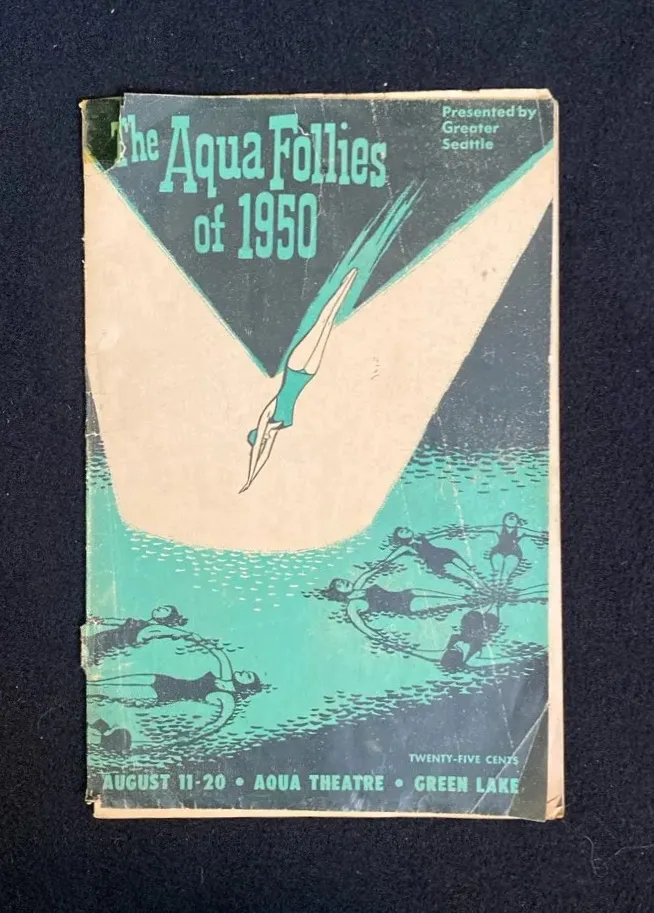 The Aqua Follies
of 1950
Presented by
Greater
Seattle
TWENTY-FIVE CENTS
AUGUST 11-20 • AQUA THEATRE • GREEN LAKE